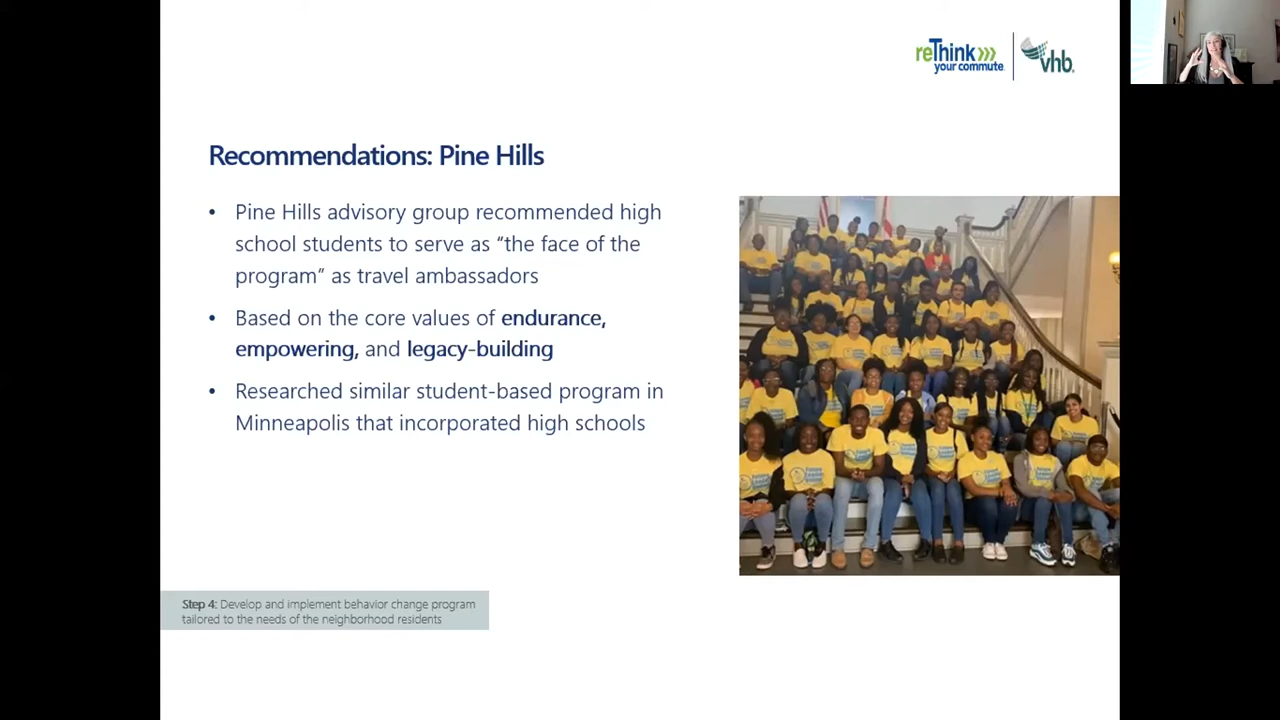 reThink
your commute
vhb
Recommendations: Pine Hills
• Pine Hills advisory group recommended high
school students to serve as “the face of the
program” as travel ambassadors
• Based on the core values of endurance,
empowering, and legacy-building
• Researched similar student-based program in
Minneapolis that incorporated high schools
Step 4: Develop and implement behavior change program
tailored to the needs of the neighborhood residents